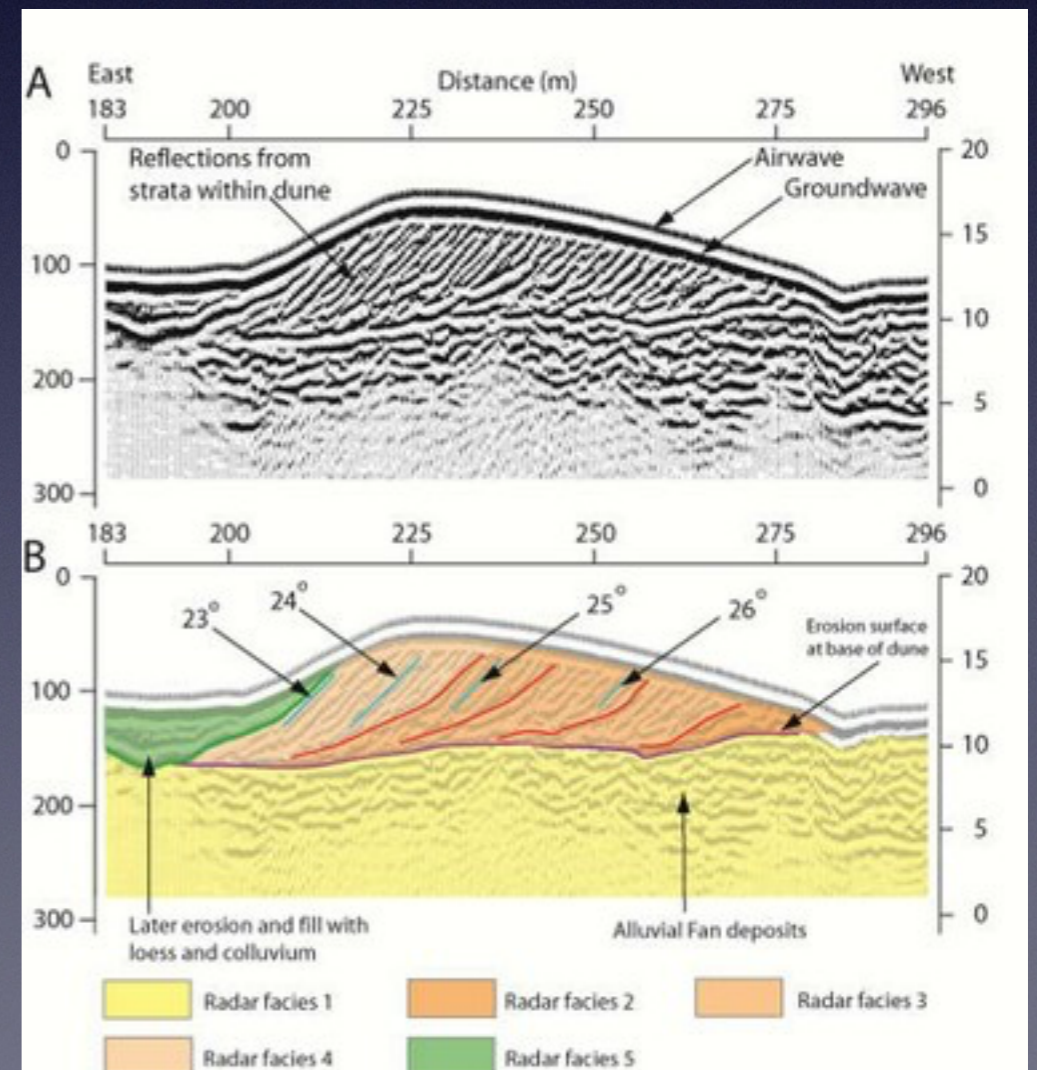 A
East
Distance (m)
West
183 200 225 250 275 296
0
100
200
300
20
15
10
5
0
Reflections from
strata within dune
Airwave
Groundwave
B
183 200 225 250 275 296
0
100
200
300
20
15
10
5
0
23°
24°
25°
26°
Erosion surface
at base of dune
Later erosion and fill with
loess and colluvium
Alluvial Fan deposits
Radar facies 1
Radar facies 2
Radar facies 3
Radar facies 4
Radar facies 5